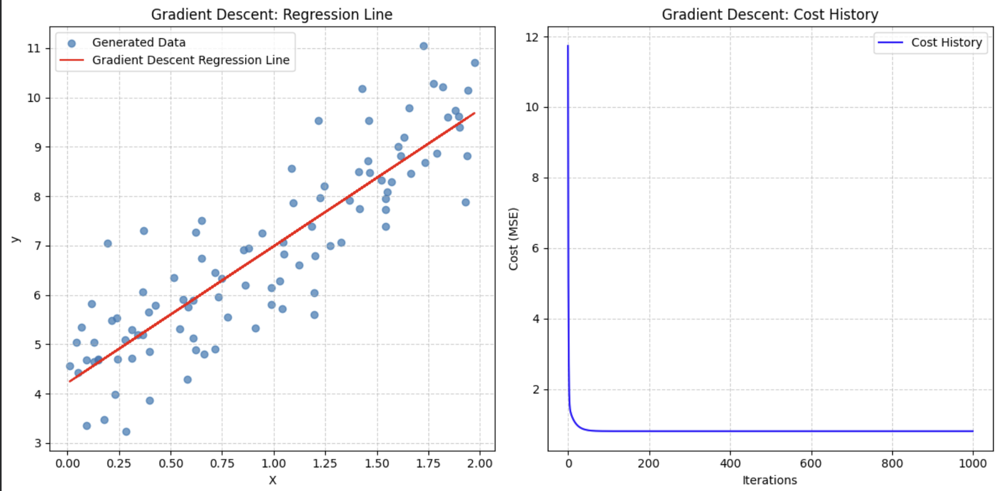 Gradient Descent: Regression Line
Generated Data
Gradient Descent Regression Line
11
10
9
8
7
6
5
4
3
y
0.00 0.25 0.50 0.75 1.00 1.25 1.50 1.75 2.00
X
Gradient Descent: Cost History
Cost History
12
10
8
6
4
2
Cost (MSE)
0 200 400 600 800 1000
Iterations